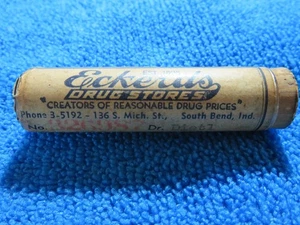 Eckerd's
DRUG STORES
"CREATORS OF REASONABLE DRUG PRICES"
Phone 3-5192 - 136 S. Mich. St., South Bend, Ind.
No. Dr.